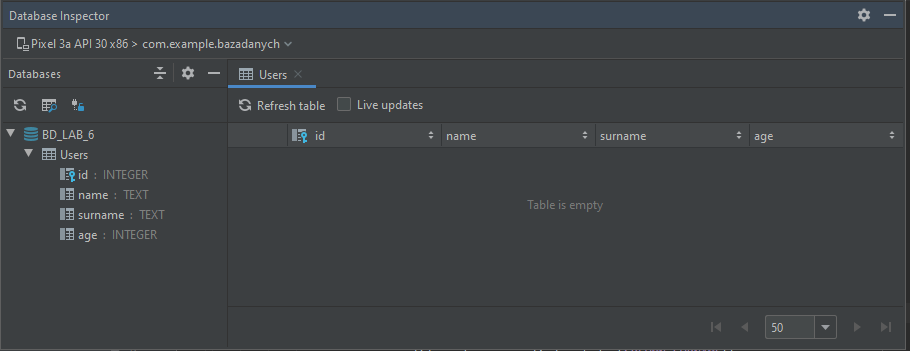 Database Inspector
Pixel 3a API 30 x86 > com.example.bazadanych
Databases
Users
Refresh table
Live updates
BD_LAB_6
Users
id : INTEGER
name : TEXT
surname : TEXT
age : INTEGER
id name surname age
Table is empty
50